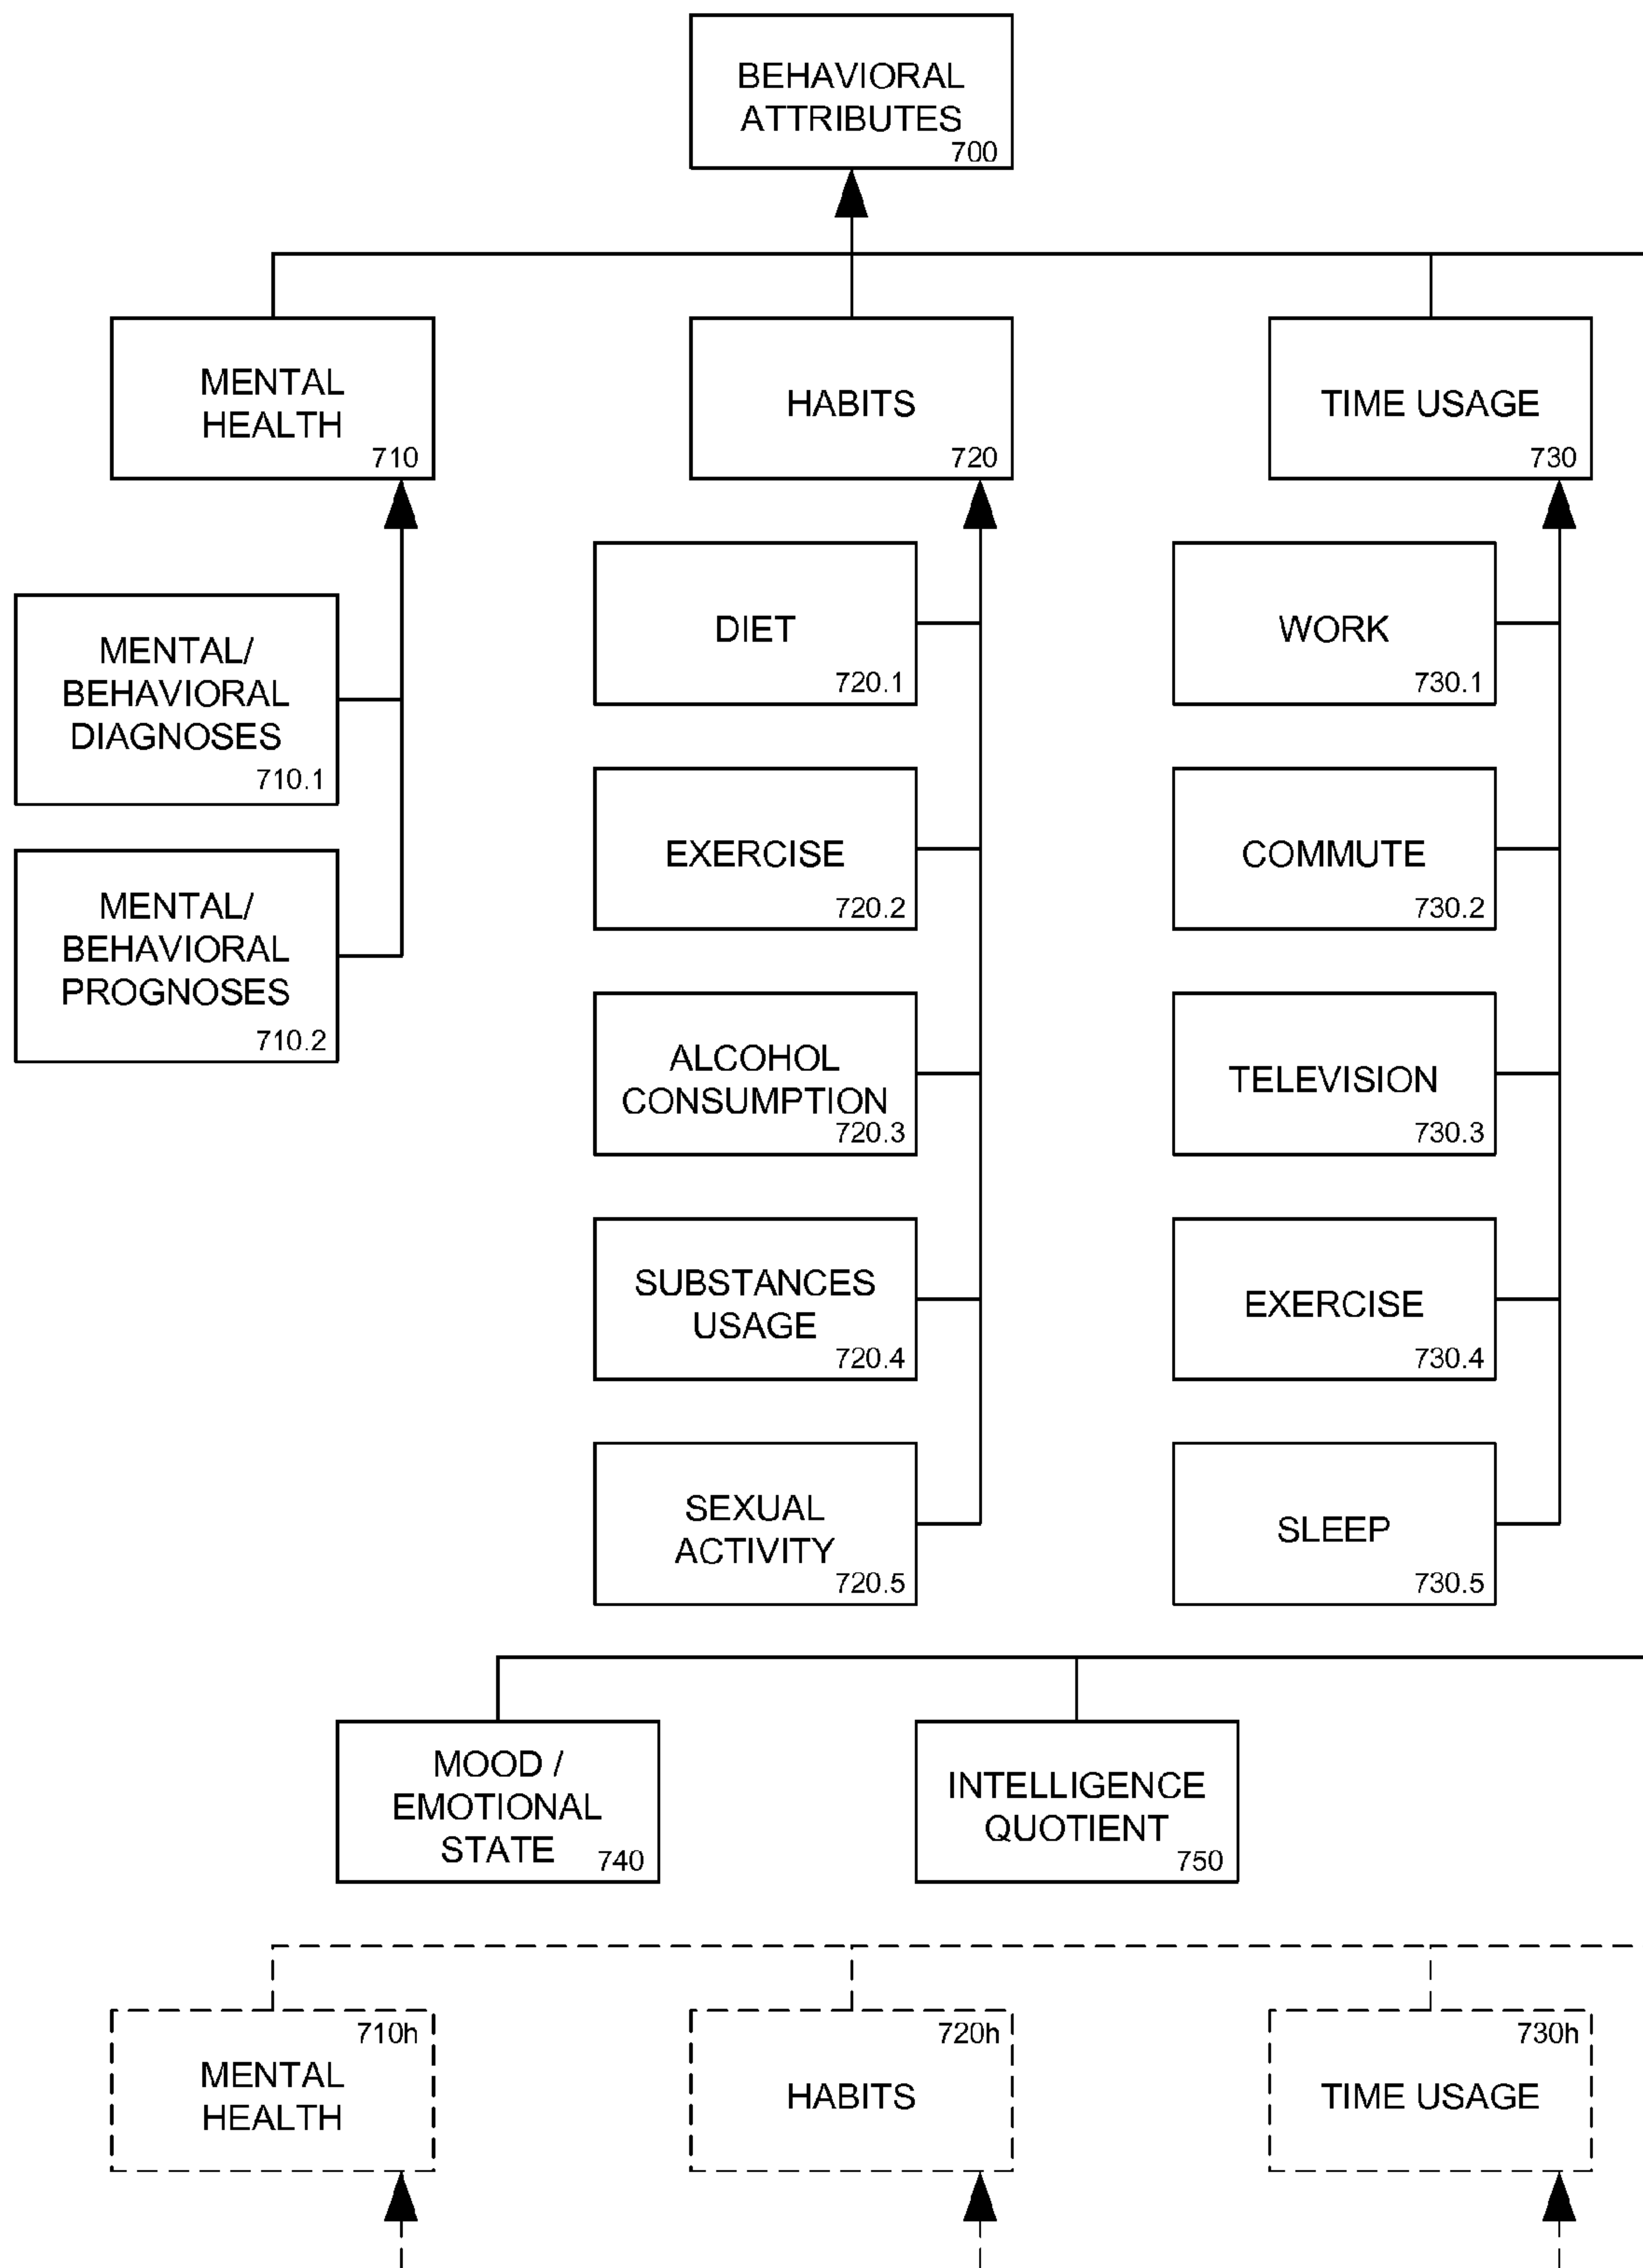 BEHAVIORAL
ATTRIBUTES
700
MENTAL
HEALTH
710
HABITS
720
TIME USAGE
730
MENTAL/
BEHAVIORAL
DIAGNOSES
710.1
MENTAL/
BEHAVIORAL
PROGNOSES
710.2
DIET
720.1
EXERCISE
720.2
ALCOHOL
CONSUMPTION
720.3
SUBSTANCES
USAGE
720.4
SEXUAL
ACTIVITY
720.5
WORK
730.1
COMMUTE
730.2
TELEVISION
730.3
EXERCISE
730.4
SLEEP
730.5
MOOD /
EMOTIONAL
STATE
740
INTELLIGENCE
QUOTIENT
750
710h
MENTAL
HEALTH
720h
HABITS
730h
TIME USAGE